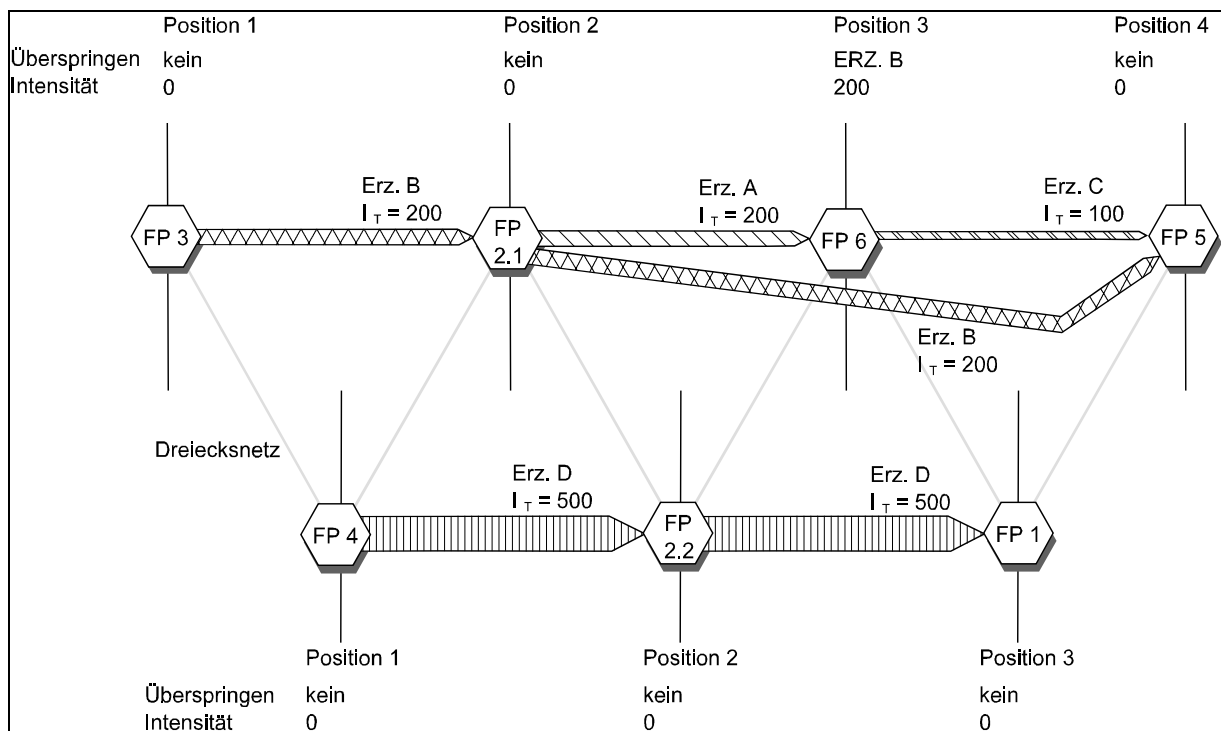 Position 1 Position 2 Position 3 Position 4
Überspringen kein kein ERZ. B kein
Intensität 0 0 200 0
Erz. B
I T = 200
Erz. A
I T = 200
Erz. C
I T = 100
FP 3
FP
2.1
FP 6
FP 5
Erz. B
I T = 200
Dreiecksnetz
Erz. D
I T = 500
Erz. D
I T = 500
FP 4
FP
2.2
FP 1
Position 1 Position 2 Position 3
Überspringen kein kein kein
Intensität 0 0 0